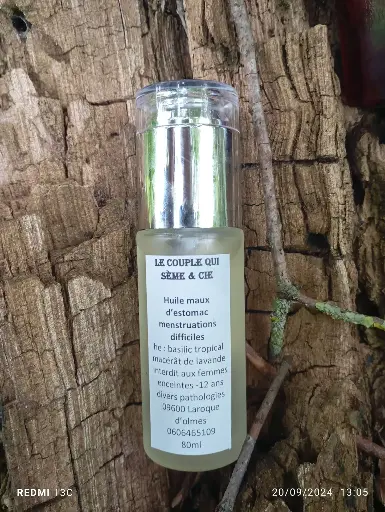 LE COUPLE QUI
SÈME & CIE
Huile maux
d'estomac
menstruations
difficiles
he : basilic tropical
macérât de lavande
interdit aux femmes
enceintes -12 ans
divers pathologies
09600 Laroque
d'olmes
0606465109
80ml
REDMI 13C
20/09/2024 13:05